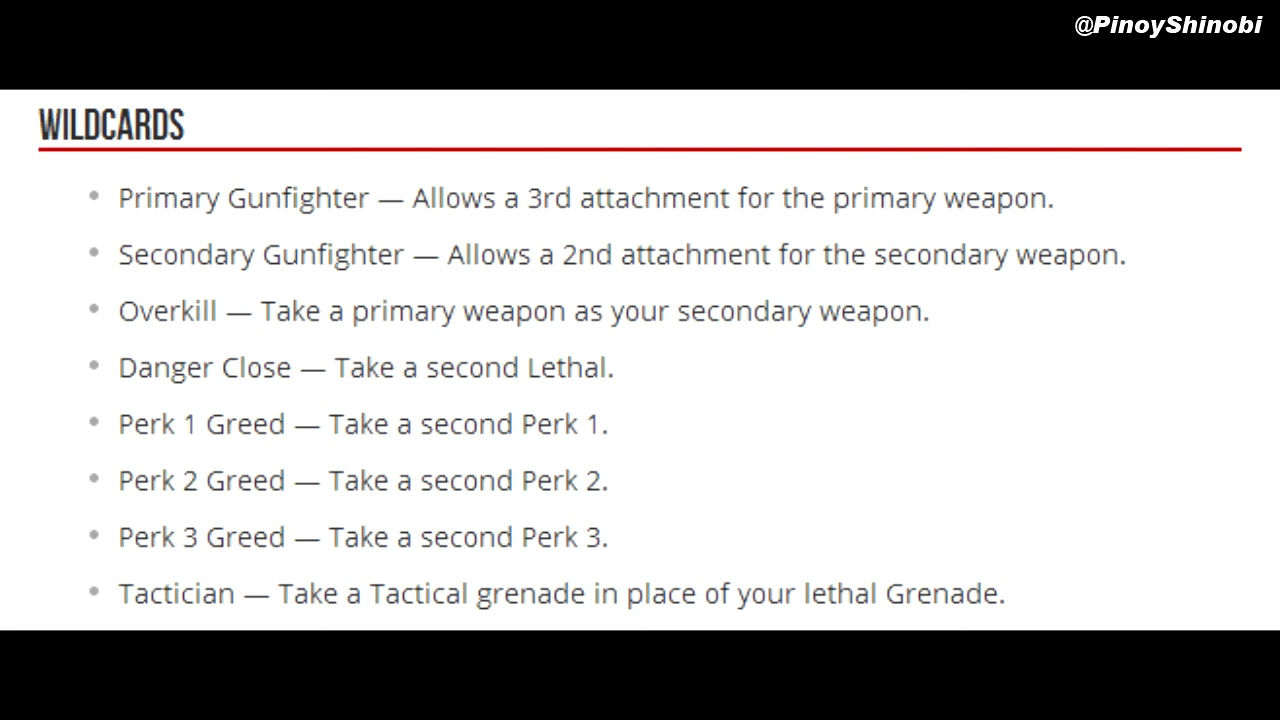 @PinoyShinobi
WILDCARDS
Primary Gunfighter — Allows a 3rd attachment for the primary weapon.
Secondary Gunfighter — Allows a 2nd attachment for the secondary weapon.
Overkill — Take a primary weapon as your secondary weapon.
Danger Close — Take a second Lethal.
Perk 1 Greed — Take a second Perk 1.
Perk 2 Greed — Take a second Perk 2.
Perk 3 Greed — Take a second Perk 3.
Tactician — Take a Tactical grenade in place of your lethal Grenade.